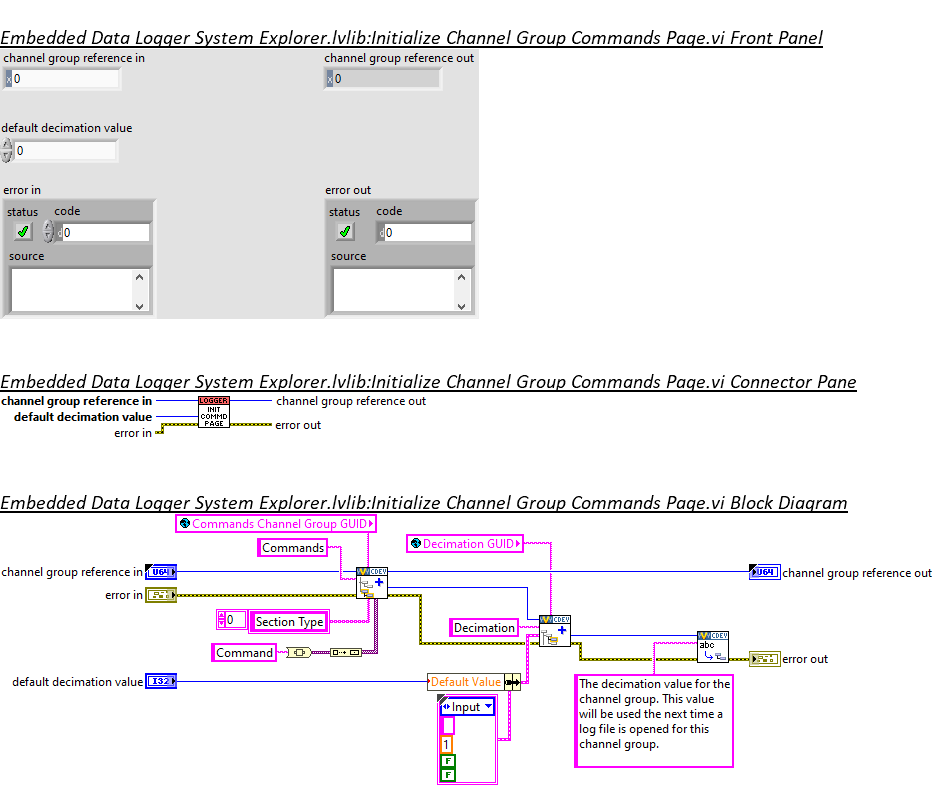 Embedded Data Logger System Explorer.lvlib:Initialize Channel Group Commands Page.vi Front Panel
channel group reference in
channel group reference out
x 0
x 0
default decimation value
0
error in
error out
status code
status code
d 0
d 0
source
source
Embedded Data Logger System Explorer.lvlib:Initialize Channel Group Commands Page.vi Connector Pane
channel group reference in
channel group reference out
default decimation value
error in
error out
LOGGER
INIT
COMMD
PAGE
Embedded Data Logger System Explorer.lvlib:Initialize Channel Group Commands Page.vi Block Diagram
Commands Channel Group GUID
Commands
Decimation GUID
channel group reference in
U64
CDEV
U64
channel group reference out
error in
0
Section Type
Decimation
CDEV
Command
CDEV
abc
error out
default decimation value
I32
Default Value
Input
1
F
F
The decimation value for the
channel group. This value
will be used the next time a
log file is opened for this
channel group.